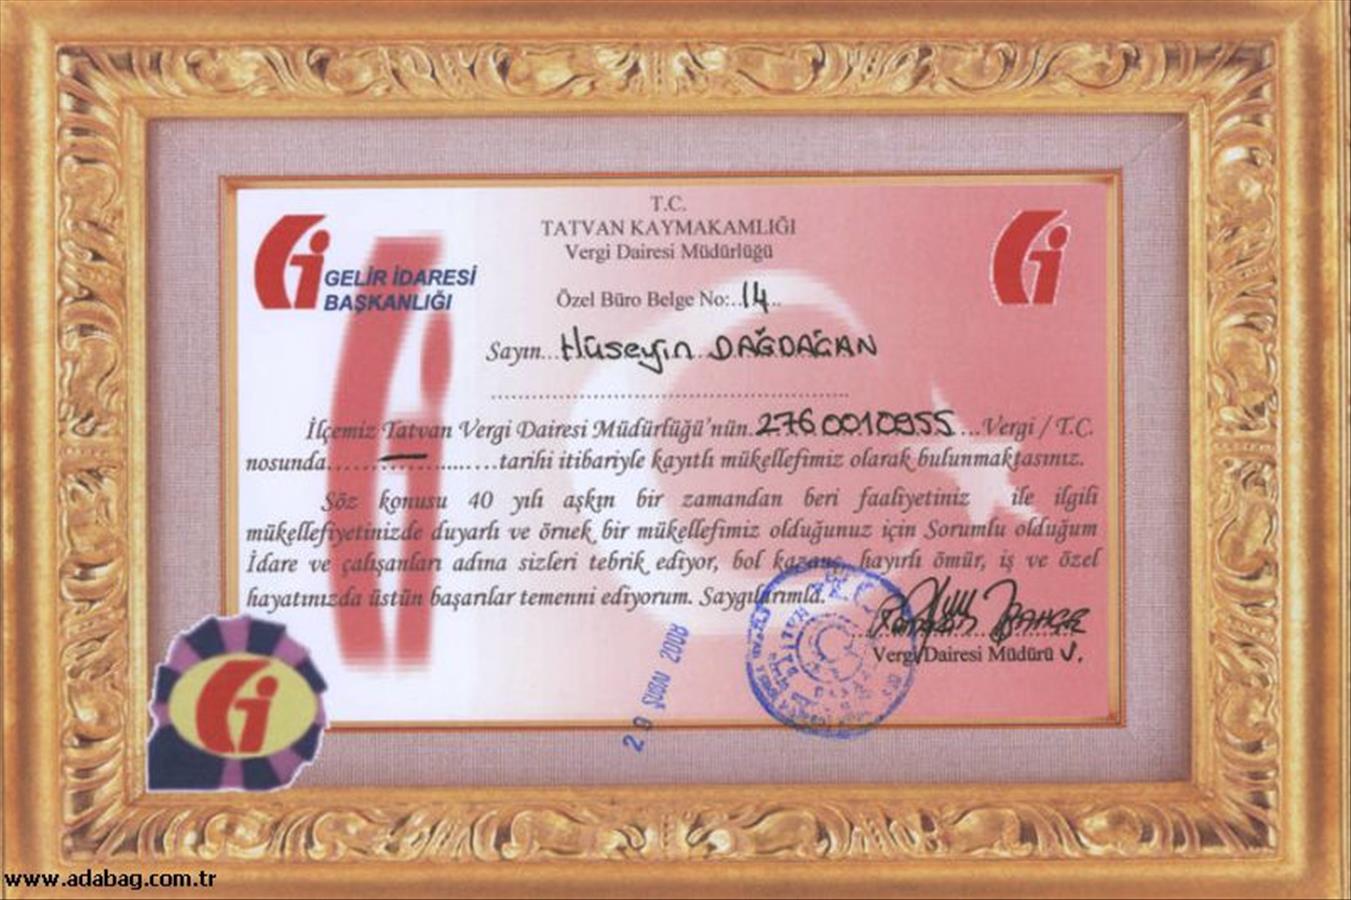 T.C.
TATVAN KAYMAKAMLIĞI
Vergi Dairesi Müdürlüğü
GELİR İDARESİ
BAŞKANLIĞI
Özel Büro Belge No:..14..
Sayın...Hüseyin DAĞDAĞAN
İlçemiz Tatvan Vergi Dairesi Müdürlüğü'nün.2760010955...Vergi / T.C.
nosunda.......—.......tarihi itibariyle kayıtlı mükellefimiz olarak bulunmaktasınız.
Söz konusu 40 yılı aşkın bir zamandan beri faaliyetiniz ile ilgili
mükellefiyetinizde duyarlı ve örnek bir mükellefimiz olduğunuz için Sorumlu olduğum
İdare ve çalışanları adına sizleri tebrik ediyor, bol kazanç, hayırlı ömür, iş ve özel
hayatınızda üstün başarılar temenni ediyorum. Saygılarımla.
BAHÇE
Vergi Dairesi Müdürü V.
29 ŞUBAT 2008
www.adabag.com.tr